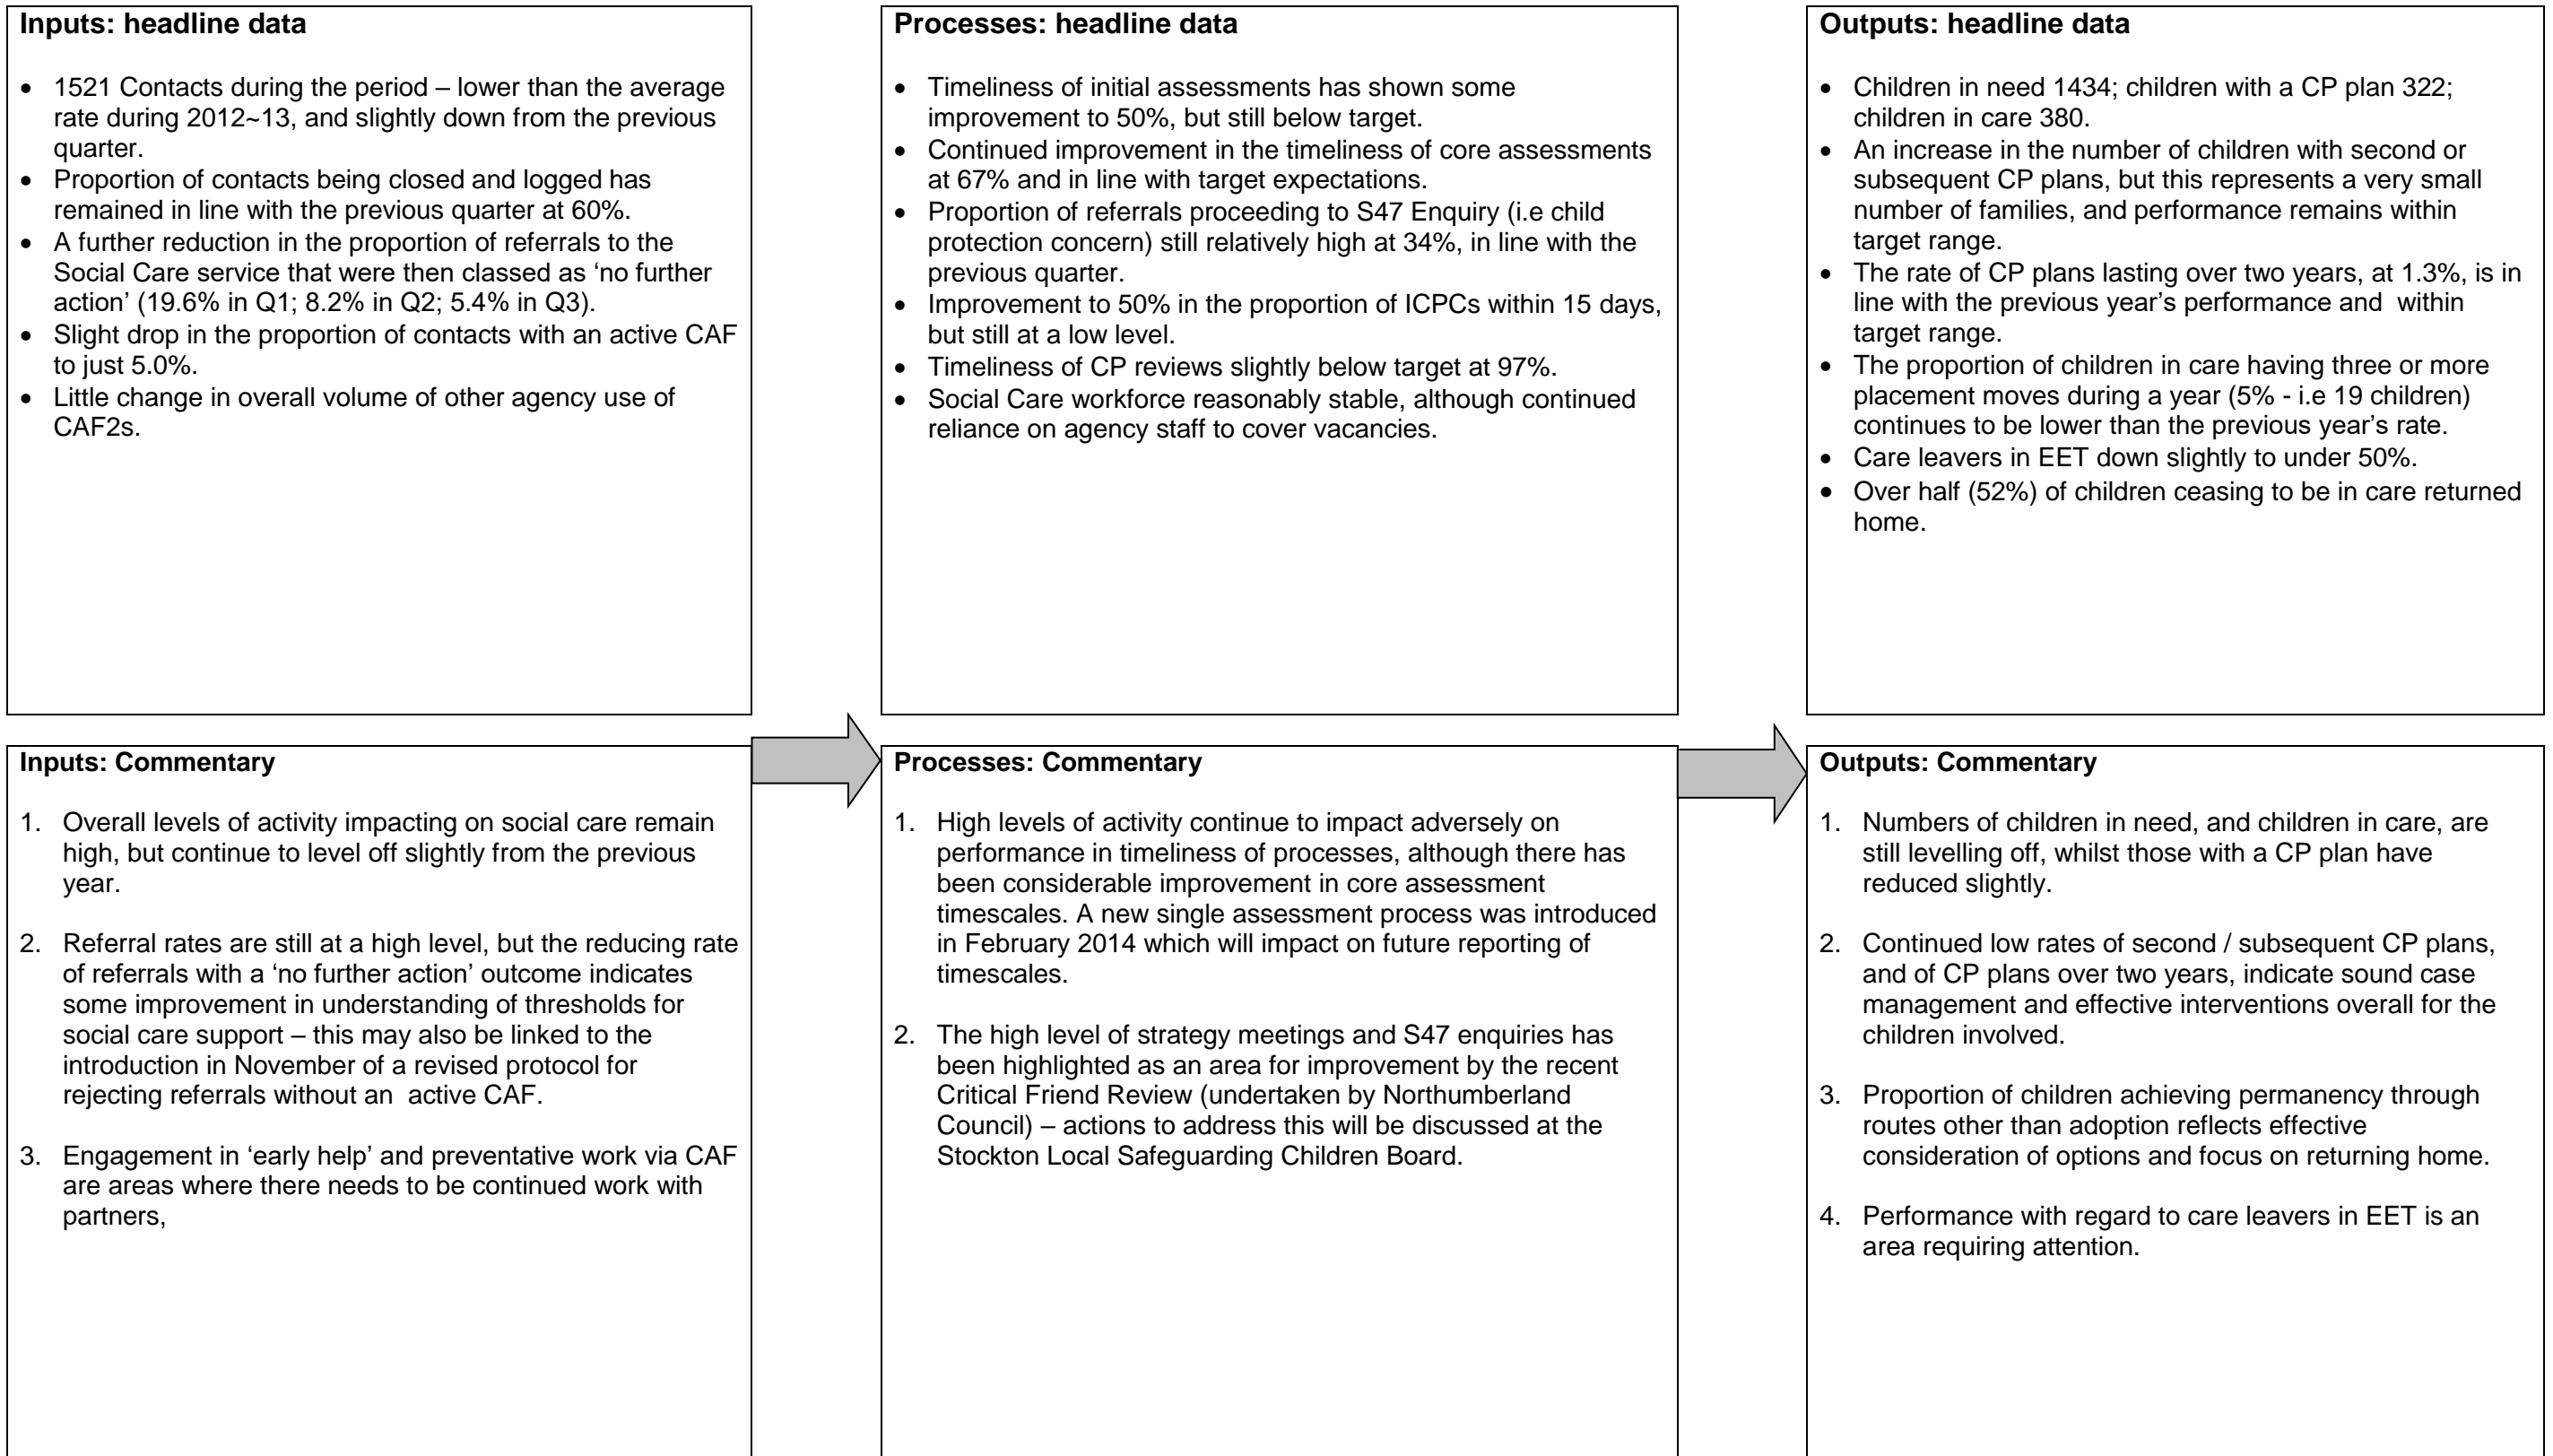 Inputs: headline data
• 1521 Contacts during the period – lower than the average
rate during 2012~13, and slightly down from the previous
quarter.
• Proportion of contacts being closed and logged has
remained in line with the previous quarter at 60%.
• A further reduction in the proportion of referrals to the
Social Care service that were then classed as ‘no further
action’ (19.6% in Q1; 8.2% in Q2; 5.4% in Q3).
• Slight drop in the proportion of contacts with an active CAF
to just 5.0%.
• Little change in overall volume of other agency use of
CAF2s.
Processes: headline data
• Timeliness of initial assessments has shown some
improvement to 50%, but still below target.
• Continued improvement in the timeliness of core assessments
at 67% and in line with target expectations.
• Proportion of referrals proceeding to S47 Enquiry (i.e child
protection concern) still relatively high at 34%, in line with the
previous quarter.
• Improvement to 50% in the proportion of ICPCs within 15 days,
but still at a low level.
• Timeliness of CP reviews slightly below target at 97%.
• Social Care workforce reasonably stable, although continued
reliance on agency staff to cover vacancies.
Outputs: headline data
• Children in need 1434; children with a CP plan 322;
children in care 380.
• An increase in the number of children with second or
subsequent CP plans, but this represents a very small
number of families, and performance remains within
target range.
• The rate of CP plans lasting over two years, at 1.3%, is in
line with the previous year’s performance and within
target range.
• The proportion of children in care having three or more
placement moves during a year (5% - i.e 19 children)
continues to be lower than the previous year’s rate.
• Care leavers in EET down slightly to under 50%.
• Over half (52%) of children ceasing to be in care returned
home.
Inputs: Commentary
1. Overall levels of activity impacting on social care remain
high, but continue to level off slightly from the previous
year.
2. Referral rates are still at a high level, but the reducing rate
of referrals with a ‘no further action’ outcome indicates
some improvement in understanding of thresholds for
social care support – this may also be linked to the
introduction in November of a revised protocol for
rejecting referrals without an active CAF.
3. Engagement in ‘early help’ and preventative work via CAF
are areas where there needs to be continued work with
partners,
Processes: Commentary
1. High levels of activity continue to impact adversely on
performance in timeliness of processes, although there has
been considerable improvement in core assessment
timescales. A new single assessment process was introduced
in February 2014 which will impact on future reporting of
timescales.
2. The high level of strategy meetings and S47 enquiries has
been highlighted as an area for improvement by the recent
Critical Friend Review (undertaken by Northumberland
Council) – actions to address this will be discussed at the
Stockton Local Safeguarding Children Board.
Outputs: Commentary
1. Numbers of children in need, and children in care, are
still levelling off, whilst those with a CP plan have
reduced slightly.
2. Continued low rates of second / subsequent CP plans,
and of CP plans over two years, indicate sound case
management and effective interventions overall for the
children involved.
3. Proportion of children achieving permanency through
routes other than adoption reflects effective
consideration of options and focus on returning home.
4. Performance with regard to care leavers in EET is an
area requiring attention.